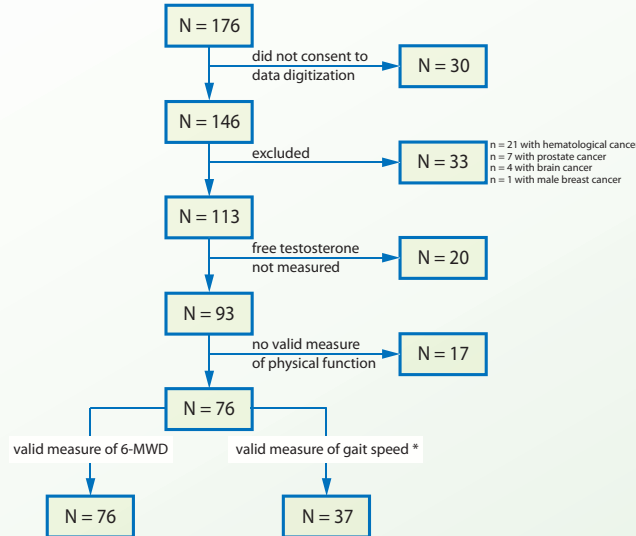 N = 176
did not consent to
data digitization
N = 30
N = 146
excluded
N = 33
n = 21 with hematological cance
n = 7 with prostate cancer
n = 4 with brain cancer
n = 1 with male breast cancer
N = 113
free testosterone
not measured
N = 20
N = 93
no valid measure
of physical function
N = 17
N = 76
valid measure of 6-MWD
valid measure of gait speed *
N = 76
N = 37